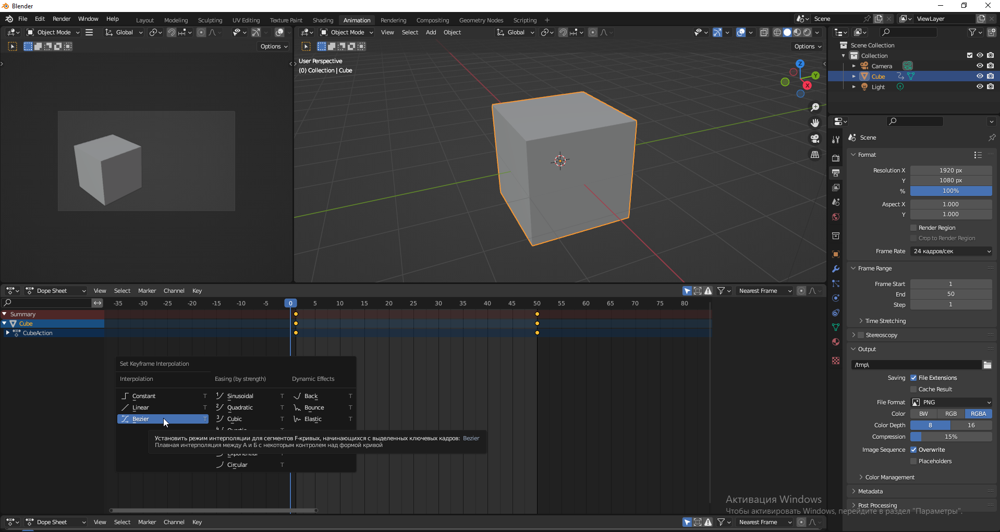 Blender
File Edit Render Window Help Layout Modeling Sculpting UV Editing Texture Paint Shading Animation Rendering Compositing Geometry Nodes Scripting + Scene ViewLayer
Object Mode Global Object Mode View Select Add Object Global
Options Options
User Perspective
(0) Collection | Cube
Z
Y
X
Scene Collection
Collection
Camera
Cube
Light
Scene
Format
Resolution X 1920 px
Y 1080 px
% 100%
Aspect X 1.000
Y 1.000
Render Region
Crop to Render Region
Frame Rate 24 кадров/сек
Frame Range
Frame Start 1
End 50
Step 1
Time Stretching
Stereoscopy
Output
/tmp\
Saving File Extensions
Cache Result
File Format PNG
Color BW RGB RGBA
Color Depth 8 16
Compression 15%
Image Sequence Overwrite
Placeholders
Color Management
Metadata
Post Processing
Dope Sheet View Select Marker Channel Key Nearest Frame
-35 -30 -25 -20 -15 -10 -5 0 5 10 15 20 25 30 35 40 45 50 55 60 65 70 75 80
Summary
Cube
CubeAction
Set Keyframe Interpolation
Interpolation Easing (by strength) Dynamic Effects
Constant T 1 Sinusoidal T Back T
Linear T 2 Quadratic T Bounce T
Bezier T 3 Cubic T Elastic T
Установить режим интерполяции для сегментов F-кривых, начинающихся с выделенных ключевых кадров: Bezier
Плавная интерполяция между А и Б с некоторым контролем над формой кривой
Exponential
Circular T
Активация Windows
Чтобы активировать Windows, перейдите в раздел "Параметры".
Dope Sheet View Select Marker Channel Key Nearest Frame